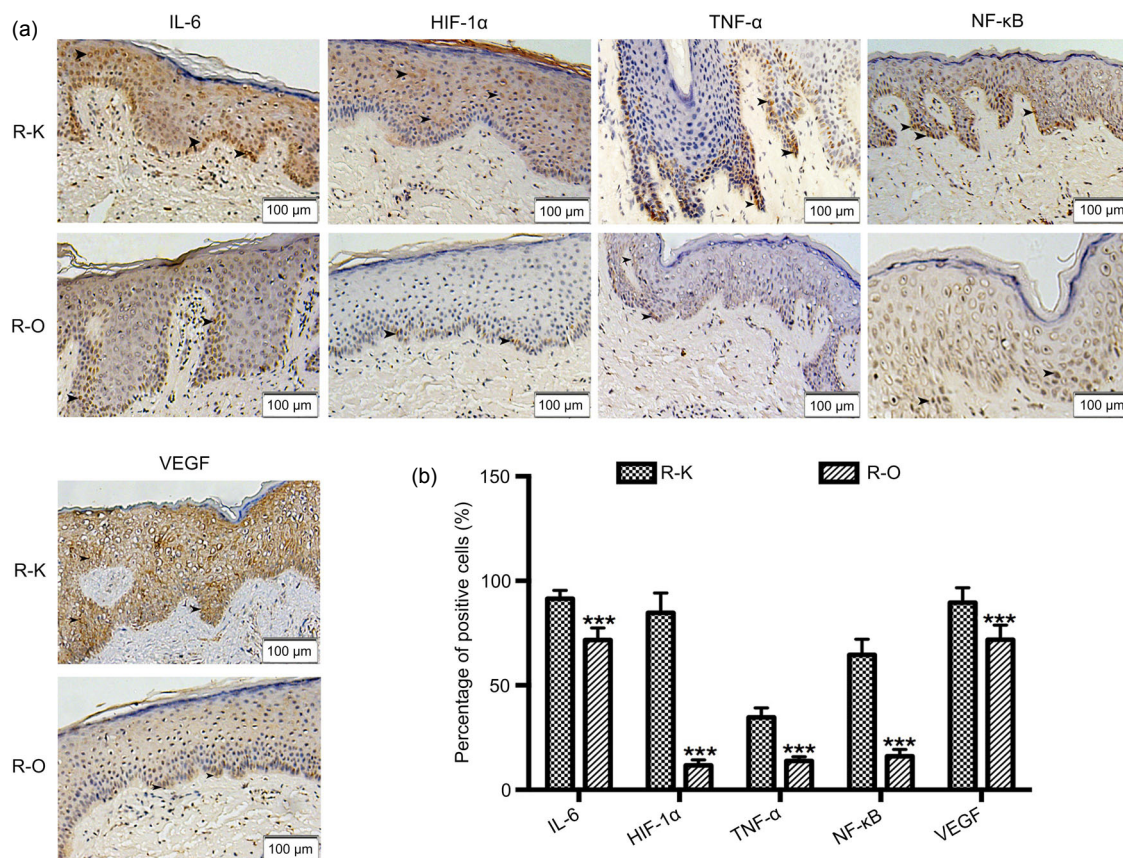 (a)
IL-6 HIF-1α TNF-α NF-κB
R-K
100 μm 100 μm 100 μm 100 μm
R-O
100 μm 100 μm 100 μm 100 μm
VEGF
R-K
100 μm
R-O
100 μm
(b)
R-K R-O
Percentage of positive cells (%)
150
100
50
0
*** *** *** *** ***
IL-6 HIF-1α TNF-α NF-κB VEGF